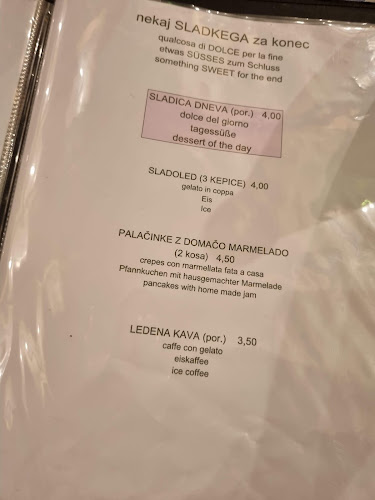 nekaj SLADKEGA za konec
qualcosa di DOLCE per la fine
etwas SÜSSES zum Schluss
something SWEET for the end
SLADICA DNEVA (por.) 4,00
dolce del giorno
tagessüße
dessert of the day
SLADOLED (3 KEPICE) 4,00
gelato in coppa
Eis
Ice
PALAČINKE Z DOMAČO MARMELADO
(2 kosa) 4,50
crepes con marmellata fata a casa
Pfannkuchen mit hausgemachter Marmelade
pancakes with home made jam
LEDENA KAVA (por.) 3,50
caffe con gelato
eiskaffee
ice coffee